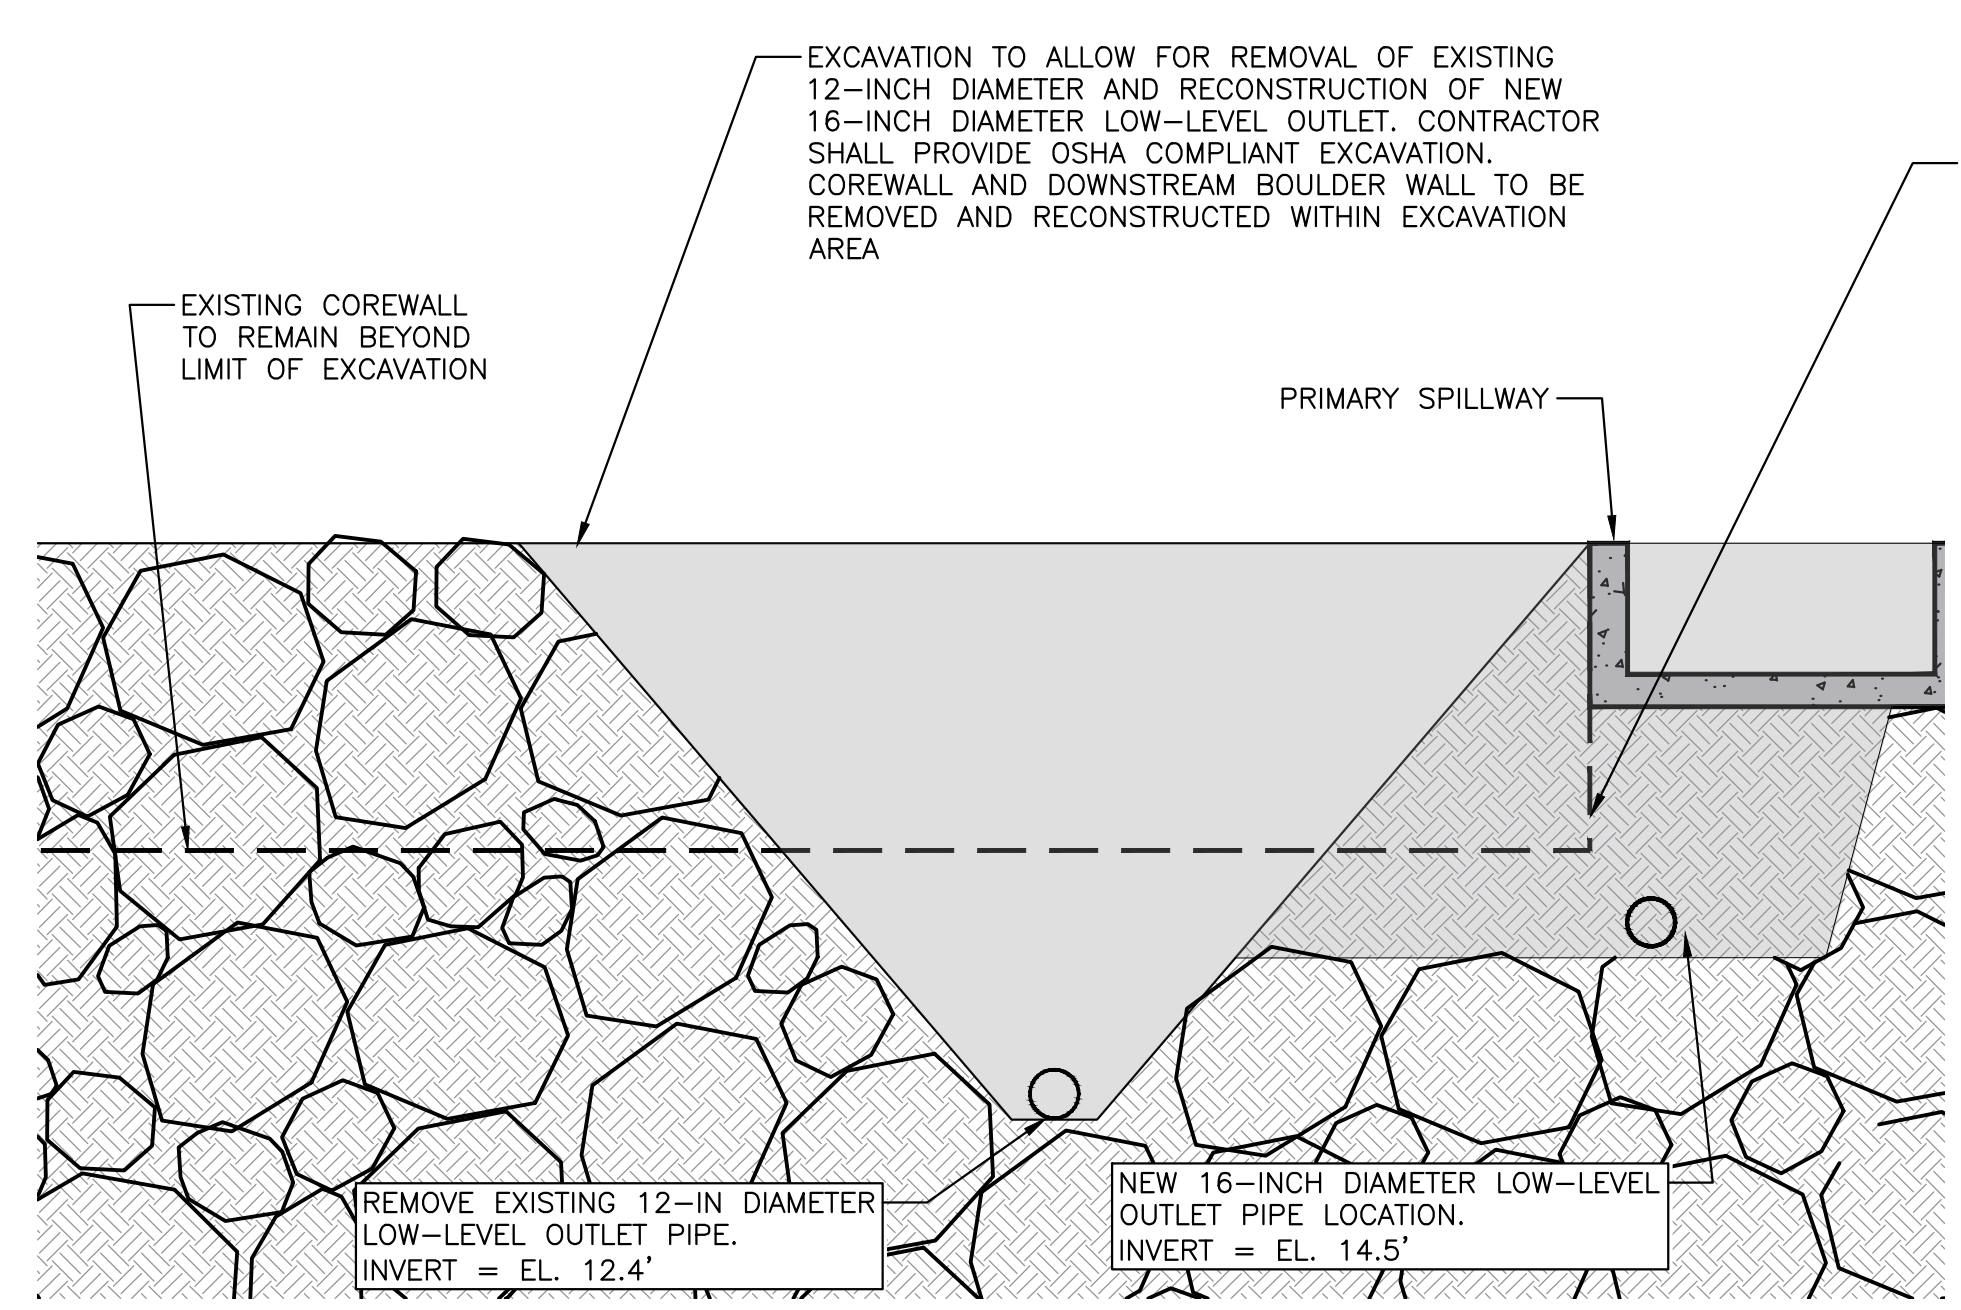 EXCAVATION TO ALLOW FOR REMOVAL OF EXISTING
12-INCH DIAMETER AND RECONSTRUCTION OF NEW
16-INCH DIAMETER LOW-LEVEL OUTLET. CONTRACTOR
SHALL PROVIDE OSHA COMPLIANT EXCAVATION.
COREWALL AND DOWNSTREAM BOULDER WALL TO BE
REMOVED AND RECONSTRUCTED WITHIN EXCAVATION
AREA
EXISTING COREWALL
TO REMAIN BEYOND
LIMIT OF EXCAVATION
PRIMARY SPILLWAY
REMOVE EXISTING 12-IN DIAMETER
LOW-LEVEL OUTLET PIPE.
INVERT = EL. 12.4'
NEW 16-INCH DIAMETER LOW-LEVEL
OUTLET PIPE LOCATION.
INVERT = EL. 14.5'